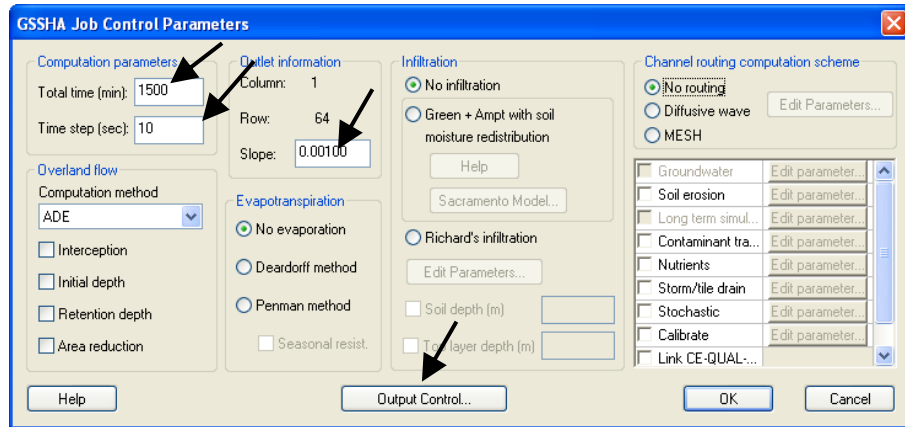 GSSHA Job Control Parameters
Computation parameters
Total time (min): 1500
Time step (sec): 10
Outlet information
Column: 1
Row: 64
Slope: 0.00100
Infiltration
No infiltration
Green + Ampt with soil
moisture redistribution
Help
Sacramento Model...
Richard's infiltration
Edit Parameters...
Soil depth (m)
Top layer depth (m)
Channel routing computation scheme
No routing
Diffusive wave
Edit Parameters...
MESH
Overland flow
Computation method
ADE
Interception
Initial depth
Retention depth
Area reduction
Evapotranspiration
No evaporation
Deardorff method
Penman method
Seasonal resist.
Groundwater Edit parameter...
Soil erosion Edit parameter...
Long term simul... Edit parameter...
Contaminant tra... Edit parameter...
Nutrients Edit parameter...
Storm/tile drain Edit parameter...
Stochastic Edit parameter...
Calibrate Edit parameter...
Link CE-QUAL-...
Help
Output Control...
OK
Cancel